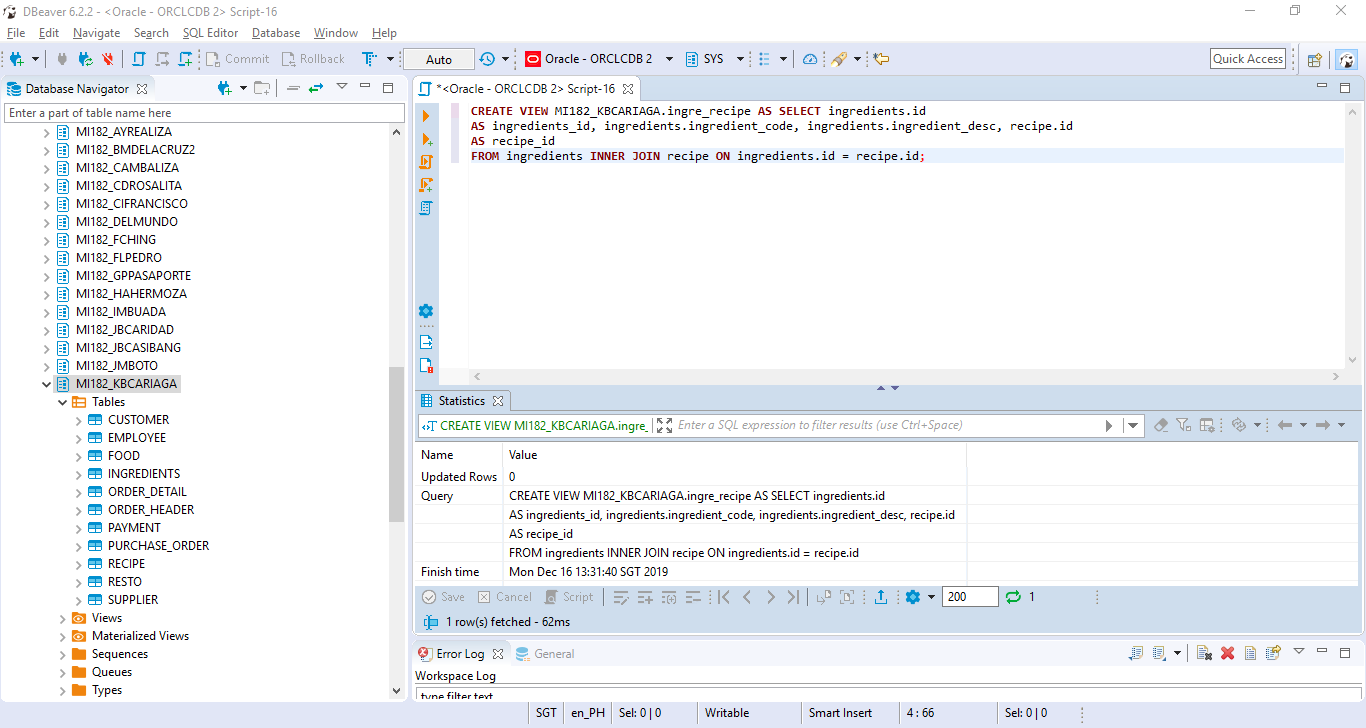 DBeaver 6.2.2 - <Oracle - ORCLCDB 2> Script-16
File Edit Navigate Search SQL Editor Database Window Help
Commit Rollback Auto Oracle - ORCLCDB 2 SYS Quick Access
Database Navigator
Enter a part of table name here
MI182_AYREALIZA
MI182_BMDELACRUZ2
MI182_CAMBALIZA
MI182_CDROSALITA
MI182_CIFRANCISCO
MI182_DELMUNDO
MI182_FCHING
MI182_FLPEDRO
MI182_GPPASAPORTE
MI182_HAHERMOZA
MI182_IMBUADA
MI182_JBCARIDAD
MI182_JBCASIBANG
MI182_JMBOTO
MI182_KBCARIAGA
Tables
CUSTOMER
EMPLOYEE
FOOD
INGREDIENTS
ORDER_DETAIL
ORDER_HEADER
PAYMENT
PURCHASE_ORDER
RECIPE
RESTO
SUPPLIER
Views
Materialized Views
Sequences
Queues
Types
*<Oracle - ORCLCDB 2> Script-16
CREATE VIEW MI182_KBCARIAGA.ingre_recipe AS SELECT ingredients.id
AS ingredients_id, ingredients.ingredient_code, ingredients.ingredient_desc, recipe.id
AS recipe_id
FROM ingredients INNER JOIN recipe ON ingredients.id = recipe.id;
Statistics
CREATE VIEW MI182_KBCARIAGA.ingre_ Enter a SQL expression to filter results (use Ctrl+Space)
Name Value
Updated Rows 0
Query CREATE VIEW MI182_KBCARIAGA.ingre_recipe AS SELECT ingredients.id
AS ingredients_id, ingredients.ingredient_code, ingredients.ingredient_desc, recipe.id
AS recipe_id
FROM ingredients INNER JOIN recipe ON ingredients.id = recipe.id
Finish time Mon Dec 16 13:31:40 SGT 2019
Save Cancel Script 200 1
1 row(s) fetched - 62ms
Error Log General
Workspace Log
type filter text
SGT en_PH Sel: 0 | 0 Writable Smart Insert 4 : 66 Sel: 0 | 0